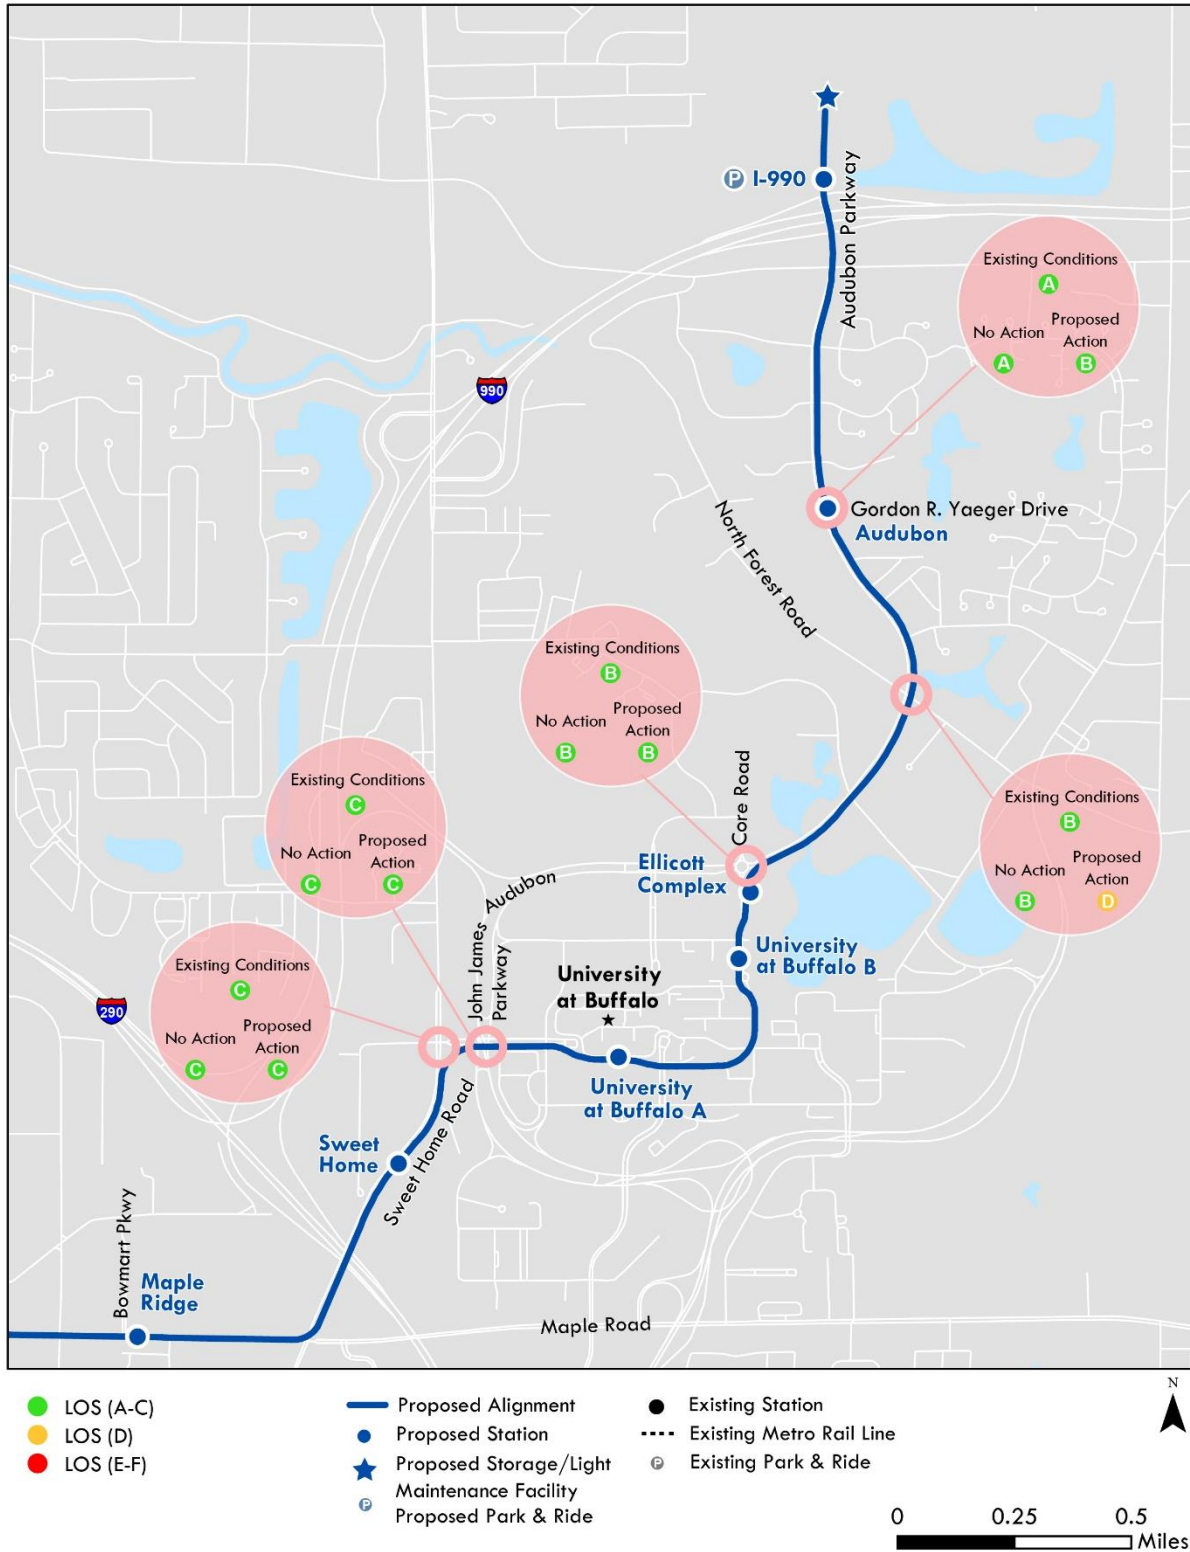 P I-990
Audubon Parkway
Existing Conditions
A
No Action
Proposed
Action
A
B
990
Gordon R. Yaeger Drive
Audubon
North Forest Road
Existing Conditions
B
No Action
Proposed
Action
B
B
Existing Conditions
C
No Action
Proposed
Action
C
C
Core Road
Existing Conditions
B
No Action
Proposed
Action
B
D
Ellicott
Complex
John James
Audubon
Parkway
University
at Buffalo B
University
at Buffalo
Existing Conditions
C
No Action
Proposed
Action
C
C
290
University
at Buffalo A
Sweet
Home
Sweet Home Road
Bowmart Pkwy
Maple
Ridge
Maple Road
LOS (A-C)
LOS (D)
LOS (E-F)
Proposed Alignment
Proposed Station
Proposed Storage/Light
Maintenance Facility
P Proposed Park & Ride
Existing Station
Existing Metro Rail Line
P Existing Park & Ride
N
0 0.25 0.5
Miles